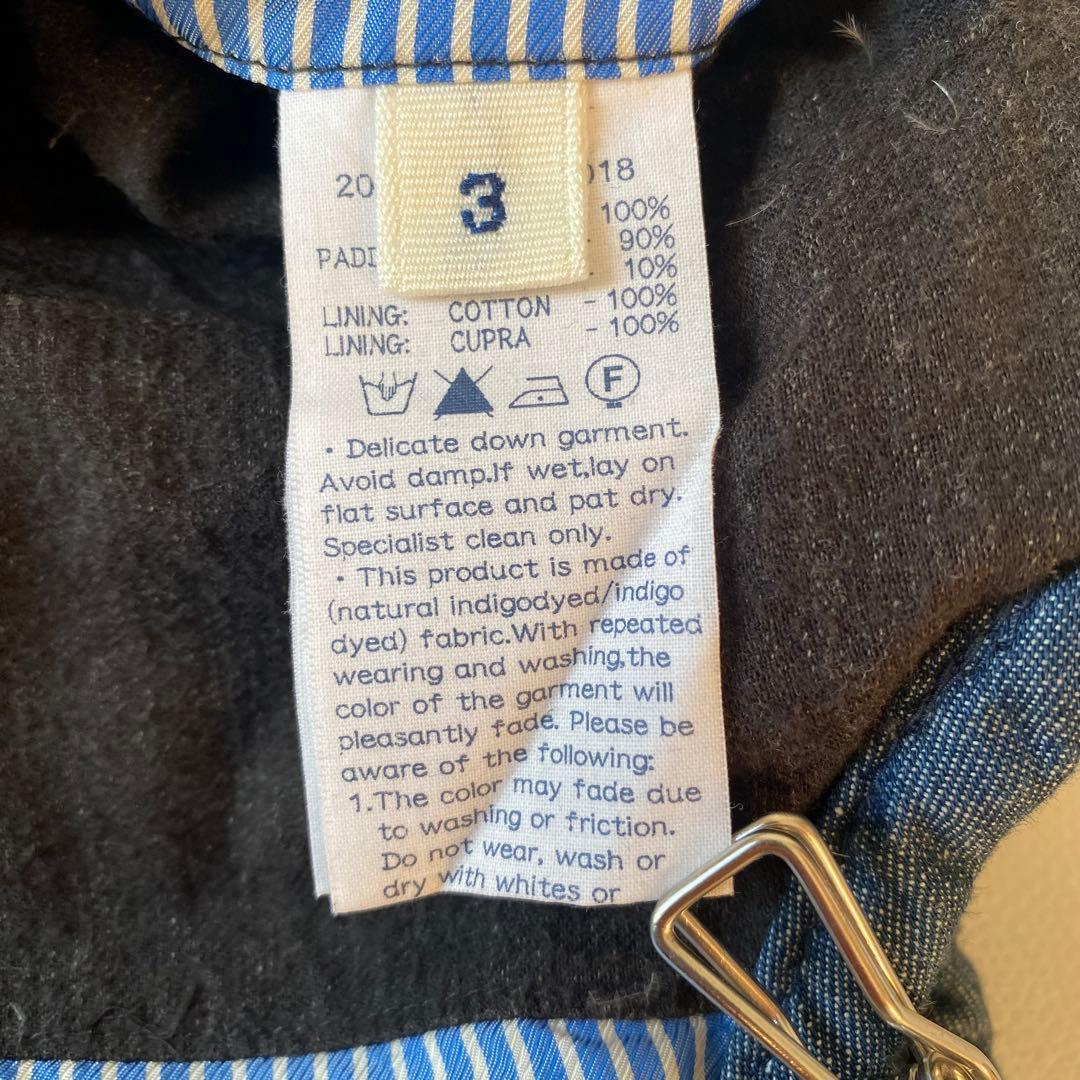 3
20 018
100%
90%
10%
LINING: COTTON - 100%
LINING: CUPRA - 100%
F
• Delicate down garment.
Avoid damp.If wet,lay on
flat surface and pat dry.
Specialist clean only.
• This product is made of
(natural indigodyed/indigo
dyed) fabric.With repeated
wearing and washing,the
color of the garment will
pleasantly fade. Please be
aware of the following:
1.The color may fade due
to washing or friction.
Do not wear, wash or
dry with whites or